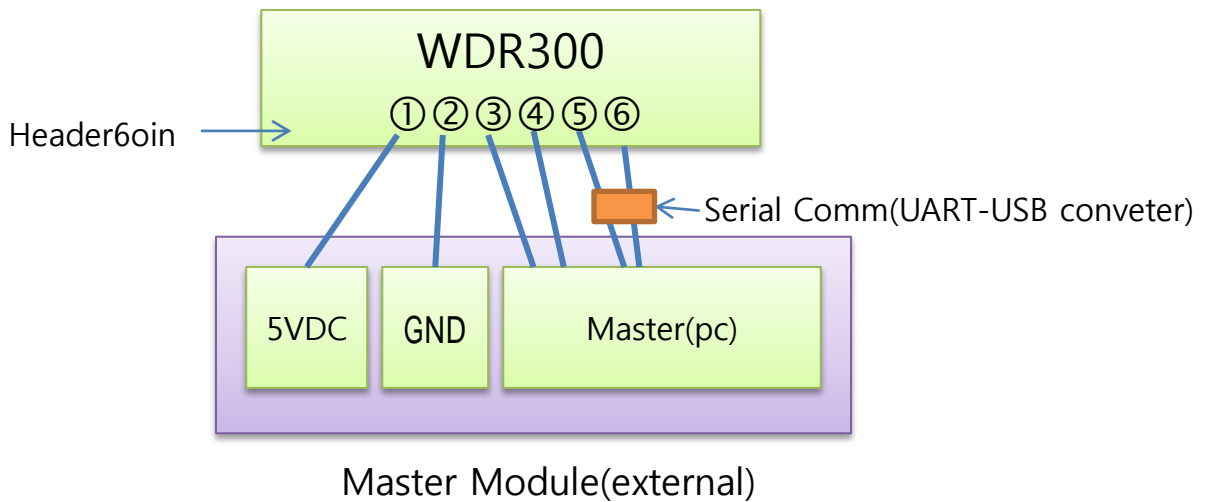 WDR300
①②③④⑤⑥
Header6oin
Serial Comm(UART-USB conveter)
5VDC
GND
Master(pc)
Master Module(external)